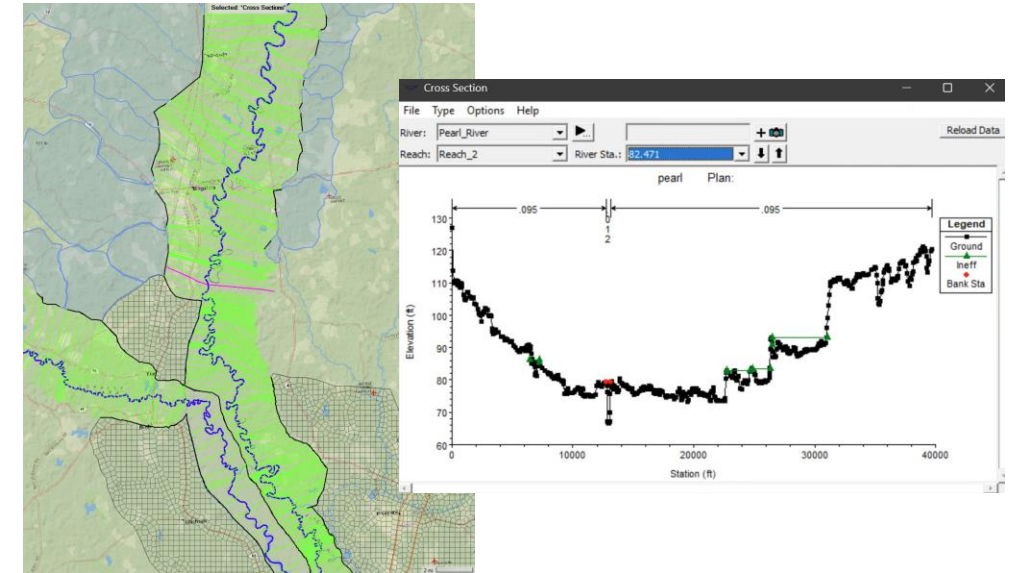 Selected: 'Cross Sections'
Cross Section
File Type Options Help
River: Pearl_River
Reload Data
Reach: Reach_2 River Sta.: 82.471
pearl Plan:
.095 .095
0
1
2
130
120
110
100
90
80
70
60
Elevation (ft)
0 10000 20000 30000 40000
Station (ft)
Legend
Ground
Ineff
Bank Sta
2 mi